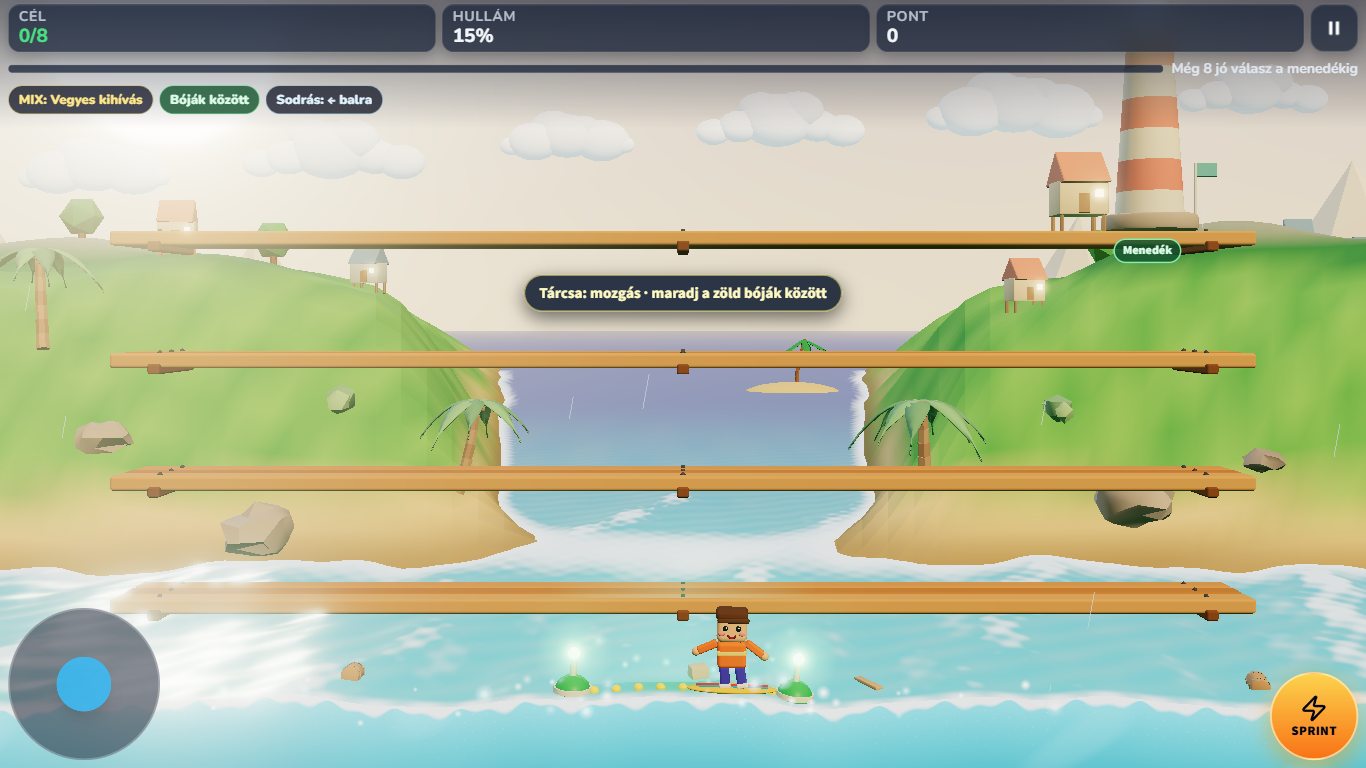 CÉL
0/8
HULLÁM
15%
PONT
0
Még 8 jó válasz a menedékig
MIX: Vegyes kihívás
Bóják között
Sodrás: ← balra
Menedék
Tárcsa: mozgás · maradj a zöld bóják között
SPRINT